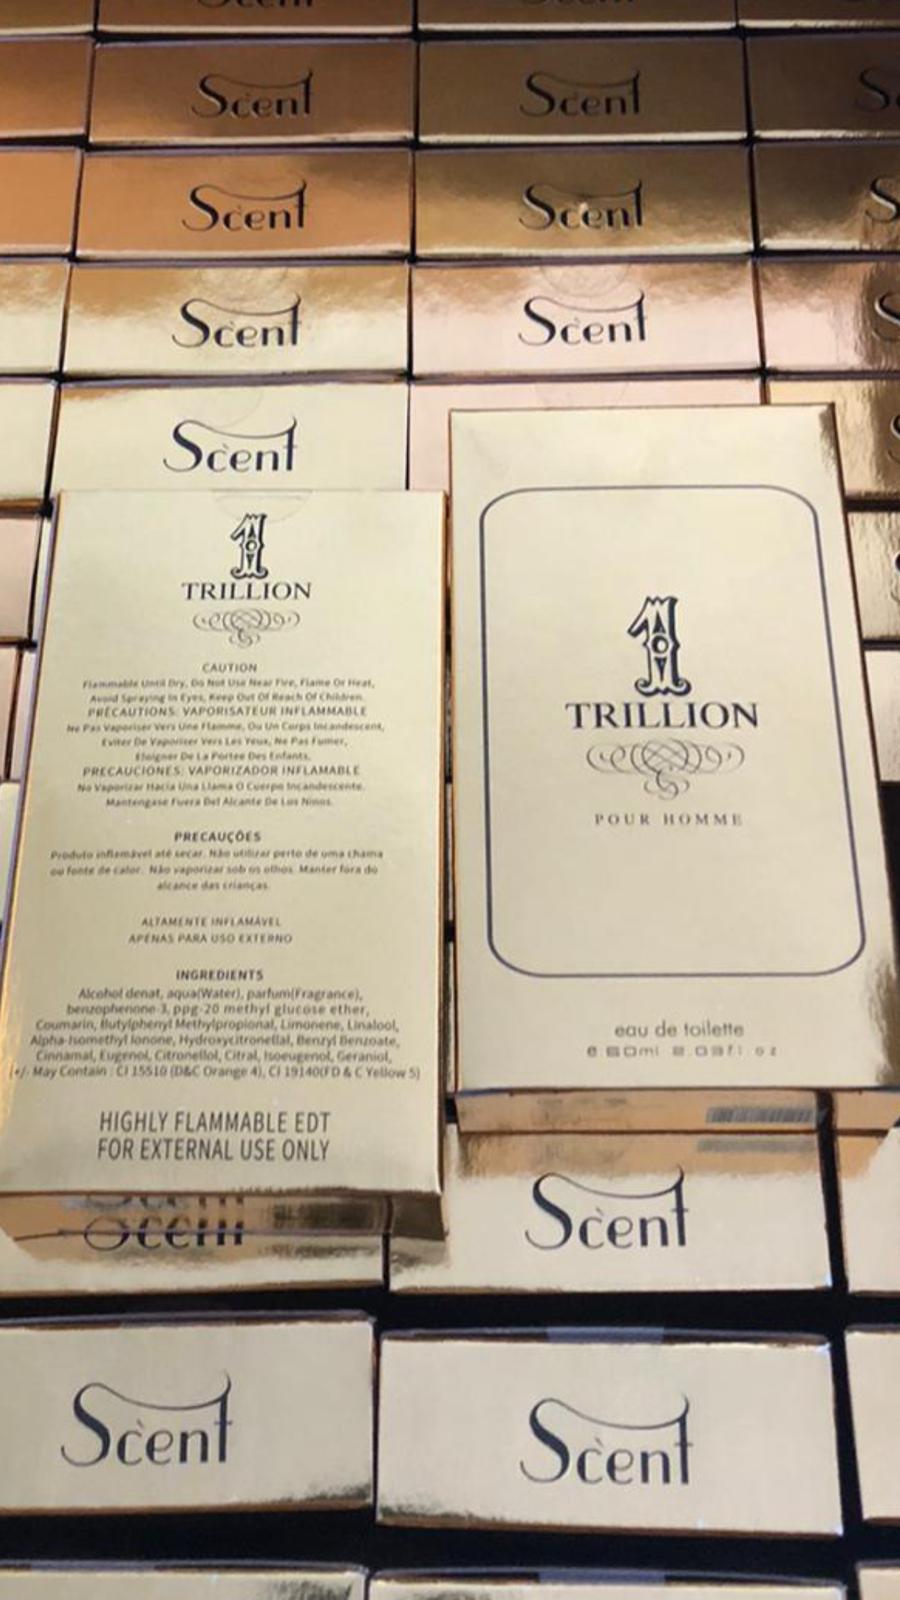 Scent
Scent
Scent
Scent
Scent
Scent
Scent
1
TRILLION
CAUTION
Flammable Until Dry, Do Not Use Near Fire, Flame Or Heat,
Avoid Spraying In Eyes, Keep Out Of Reach Of Children.
PRÉCAUTIONS: VAPORISATEUR INFLAMMABLE
Ne Pas Vaporiser Vers Une Flamme, Ou Un Corps Incandescent,
Eviter De Vaporiser Vers Les Yeux, Ne Pas Fumer,
Eloigner De La Portee Des Enfants,
PRECAUCIONES: VAPORIZADOR INFLAMABLE
No Vaporizar Hacia Una Llama O Cuerpo Incandescente.
Mantengase Fuera Del Alcante De Los Ninos.
PRECAUÇÕES
Produto inflamável até secar. Não utilizar perto de uma chama
ou fonte de calor. Não vaporizar sob os olhos. Manter fora do
alcance das crianças.
ALTAMENTE INFLAMÁVEL
APENAS PARA USO EXTERNO
INGREDIENTS
Alcohol denat, aqua(Water), parfum(Fragrance),
benzophenone-3, ppg-20 methyl glucose ether,
Coumarin, Butylphenyl Methylpropional, Limonene, Linalool,
Alpha-Isomethyl Ionone, Hydroxycitronellal, Benzyl Benzoate,
Cinnamal, Eugenol, Citronellol, Citral, Isoeugenol, Geraniol,
(+/- May Contain : CI 15510 (D&C Orange 4), CI 19140(FD & C Yellow 5)
HIGHLY FLAMMABLE EDT
FOR EXTERNAL USE ONLY
1
TRILLION
POUR HOMME
eau de toilette
Scent
Scent
Scent